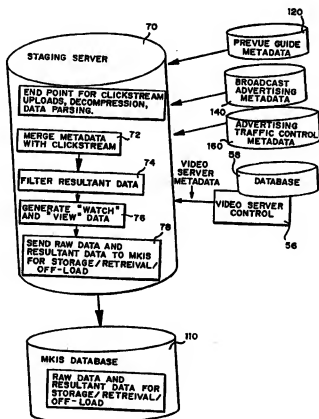 70
120
STAGING SERVER
PREVUE GUIDE
METADATA
END POINT FOR CLICKSTREAM
UPLOADS, DECOMPRESSION,
DATA PARSING.
BROADCAST
ADVERTISING
METADATA
140
MERGE METADATA
WITH CLICKSTREAM
72
ADVERTISING
TRAFFIC CONTROL
METADATA
160
74
FILTER RESULTANT
DATA
VIDEO
SERVER
METADATA
58
DATABASE
GENERATE "WATCH"
AND "VIEW" DATA
76
VIDEO SERVER
CONTROL
56
78
SEND RAW DATA AND
RESULTANT DATA TO MKIS
FOR STORAGE/RETREIVAL/
OFF-LOAD
110
MKIS DATABASE
RAW DATA AND
RESULTANT DATA FOR
STORAGE/RETRIVAL/
OFF-LOAD